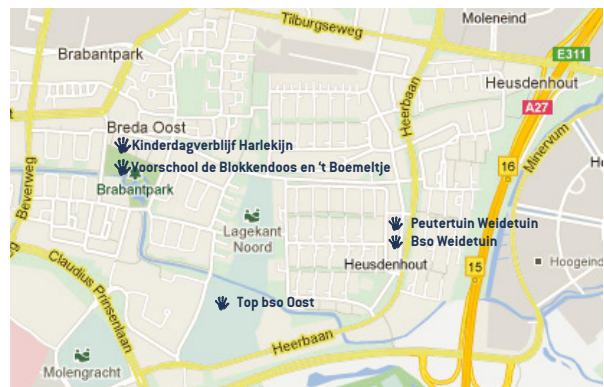 Tilburgseweg
Moleneind
Brabantpark
E311
Heusdenhout
Heerbaan
A27
Minervum
Breda Oost
Kinderdagverblijf Harlekijn
Voorschool de Blokkendoos en 't Boemeltje
16
Beverweg
Brabantpark
Lagekant
Noord
Peutertuin Weidetuin
Bso Weidetuin
Heusdenhout
15
Hoogeind
Claudius Prinsenlaan
Top bso Oost
Heerbaan
Molengracht